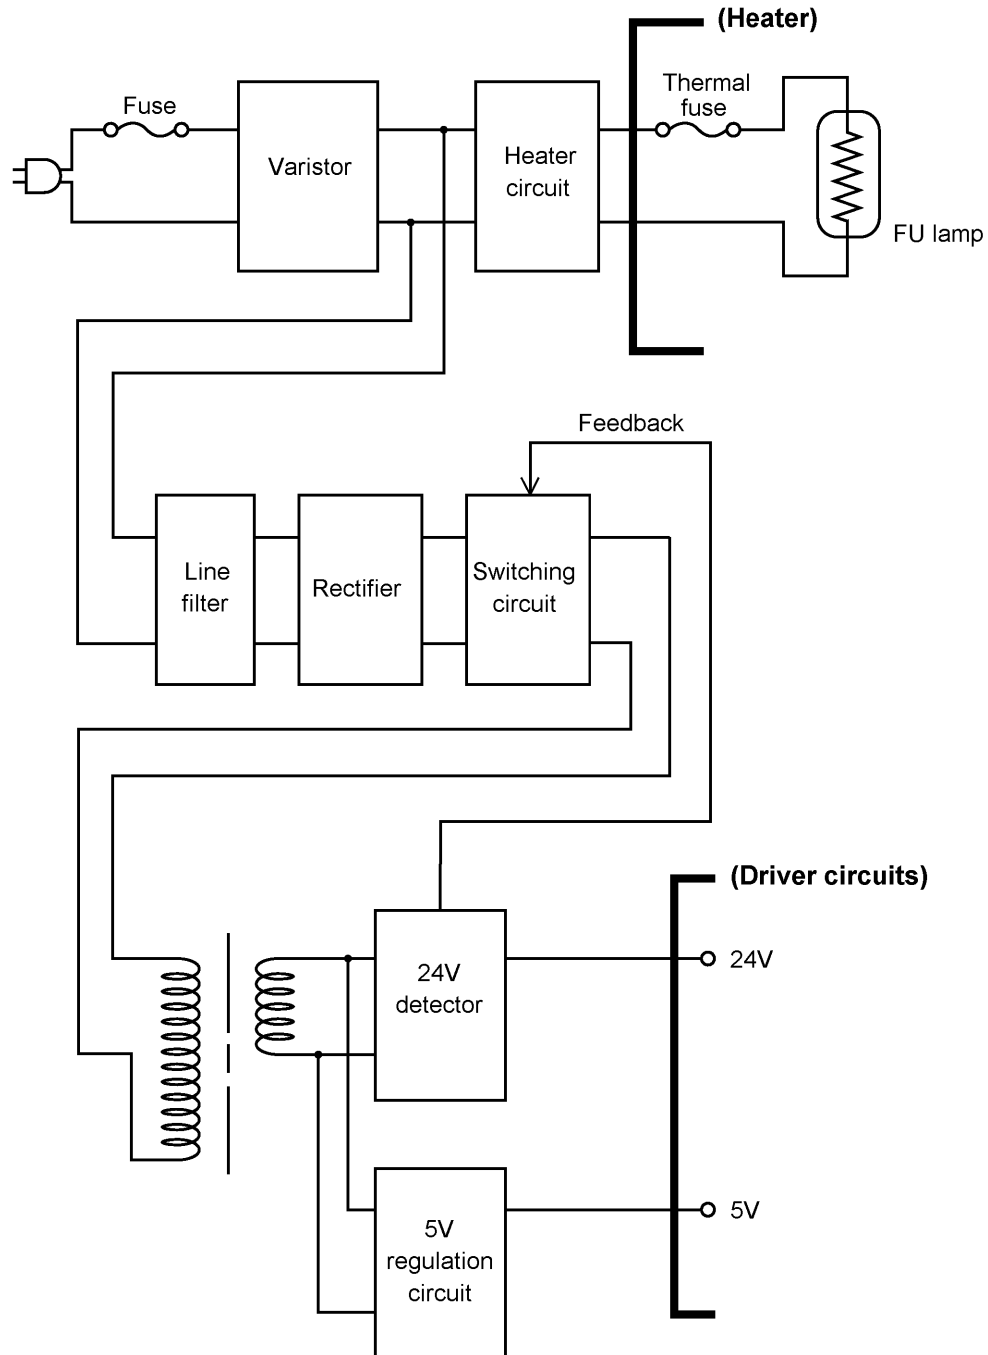 (Heater)
Fuse
Thermal
fuse
Varistor
Heater
circuit
FU lamp
Feedback
Line
filter
Rectifier
Switching
circuit
(Driver circuits)
24V
detector
24V
5V
regulation
circuit
5V